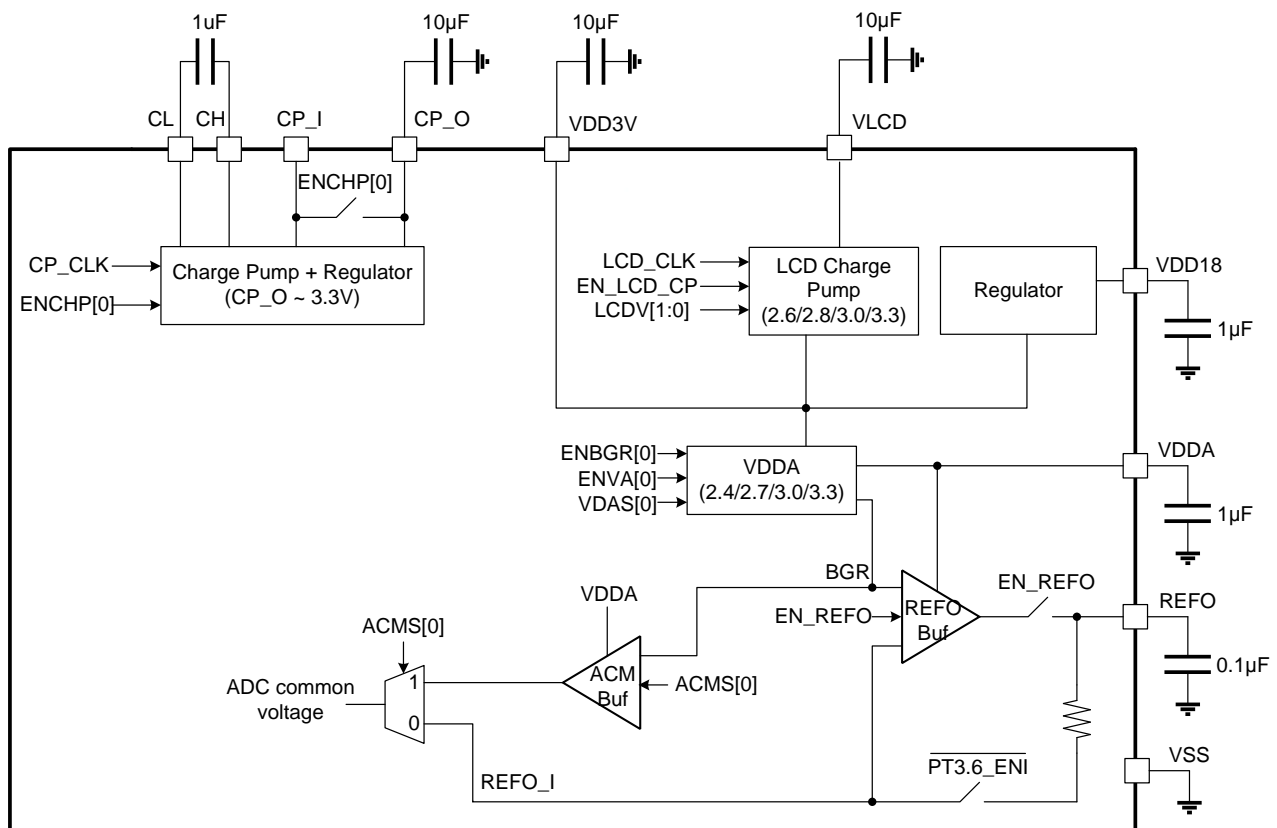 1uF
10µF
10µF
10µF
CL
CH
CP_I
CP_O
VDD3V
VLCD
ENCHP[0]
CP_CLK
ENCHP[0]
Charge Pump + Regulator
(CP_O ~ 3.3V)
LCD_CLK
EN_LCD_CP
LCDV[1:0]
LCD Charge
Pump
(2.6/2.8/3.0/3.3)
Regulator
VDD18
1µF
ENBGR[0]
ENVA[0]
VDAS[0]
VDDA
(2.4/2.7/3.0/3.3)
VDDA
1µF
BGR
EN_REFO
REFO
Buf
EN_REFO
REFO
0.1µF
VDDA
ACMS[0]
ACM
Buf
ACMS[0]
ADC common
voltage
1
0
REFO_I
PT3.6_ENI
VSS